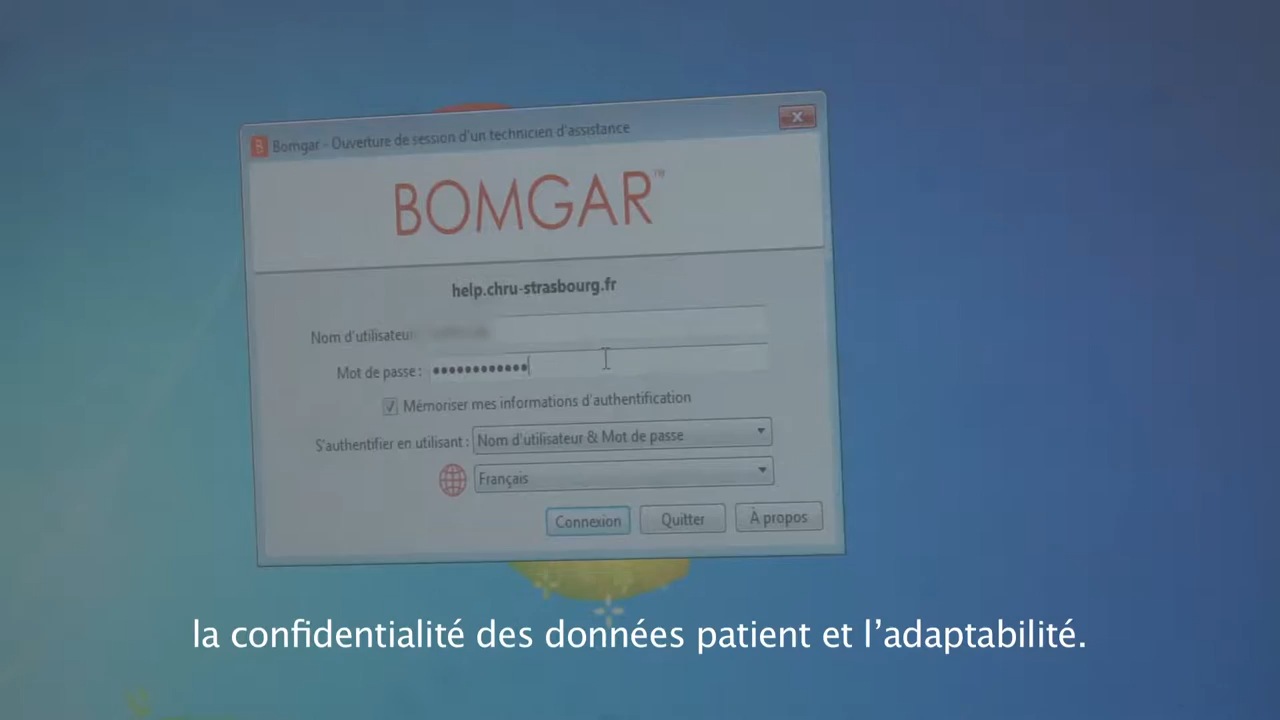 Bomgar - Ouverture de session d'un technicien d'assistance
BOMGAR™
help.chru-strasbourg.fr
Nom d'utilisateur
Mot de passe : ••••••••••••
Mémoriser mes informations d'authentification
S'authentifier en utilisant : Nom d'utilisateur & Mot de passe
Français
Connexion Quitter À propos
la confidentialité des données patient et l’adaptabilité.